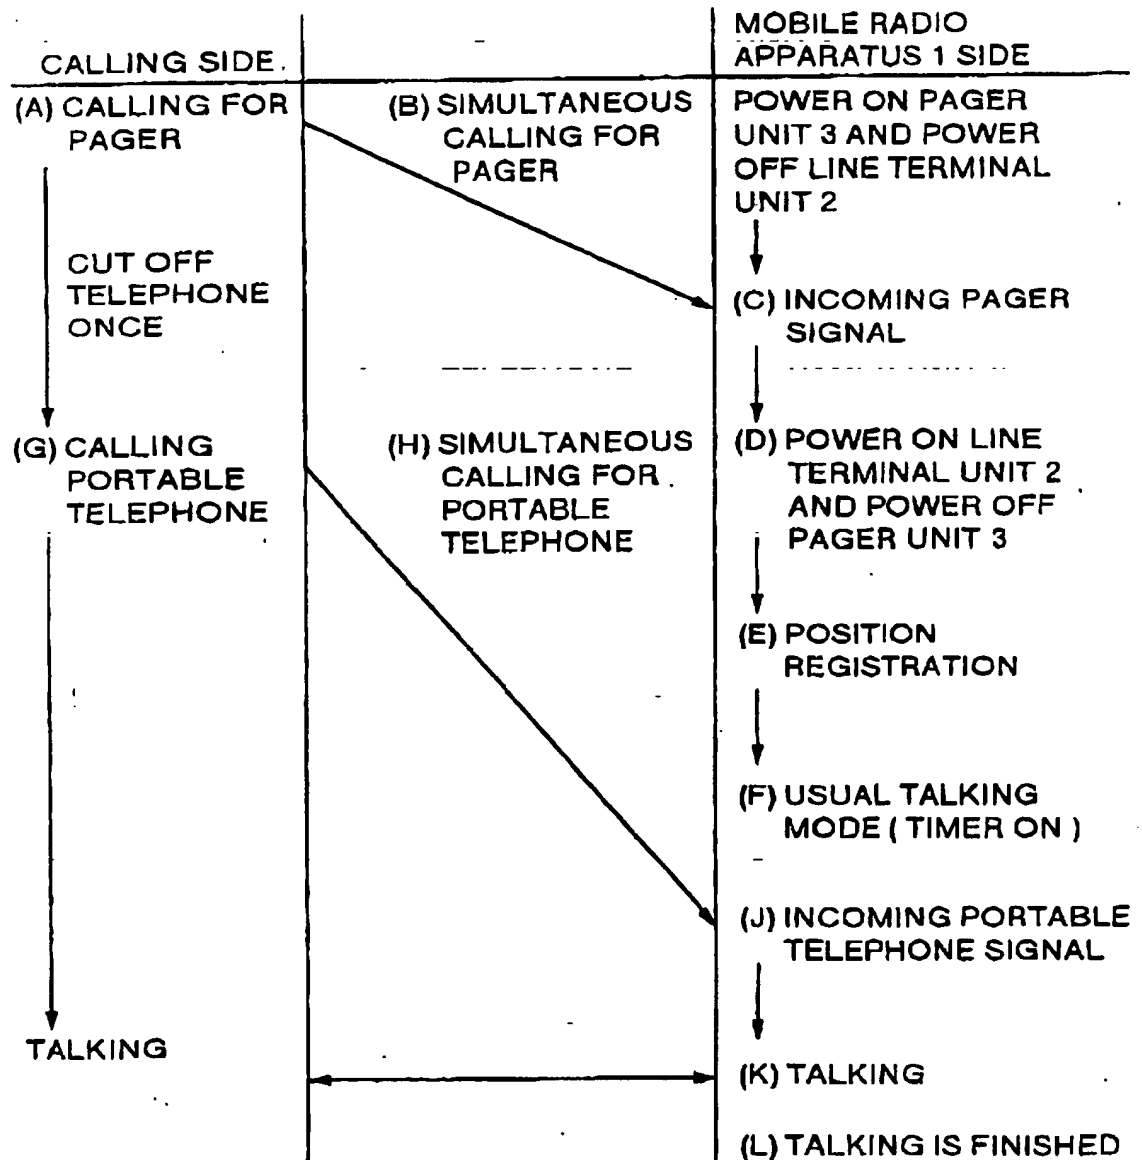 CALLING SIDE
MOBILE RADIO
APPARATUS 1 SIDE
(A) CALLING FOR
PAGER
(B) SIMULTANEOUS
CALLING FOR
PAGER
POWER ON PAGER
UNIT 3 AND POWER
OFF LINE TERMINAL
UNIT 2
CUT OFF
TELEPHONE
ONCE
(C) INCOMING PAGER
SIGNAL
(G) CALLING
PORTABLE
TELEPHONE
(H) SIMULTANEOUS
CALLING FOR
PORTABLE
TELEPHONE
(D) POWER ON LINE
TERMINAL UNIT 2
AND POWER OFF
PAGER UNIT 3
(E) POSITION
REGISTRATION
(F) USUAL TALKING
MODE ( TIMER ON )
(J) INCOMING PORTABLE
TELEPHONE SIGNAL
TALKING
(K) TALKING
(L) TALKING IS FINISHED